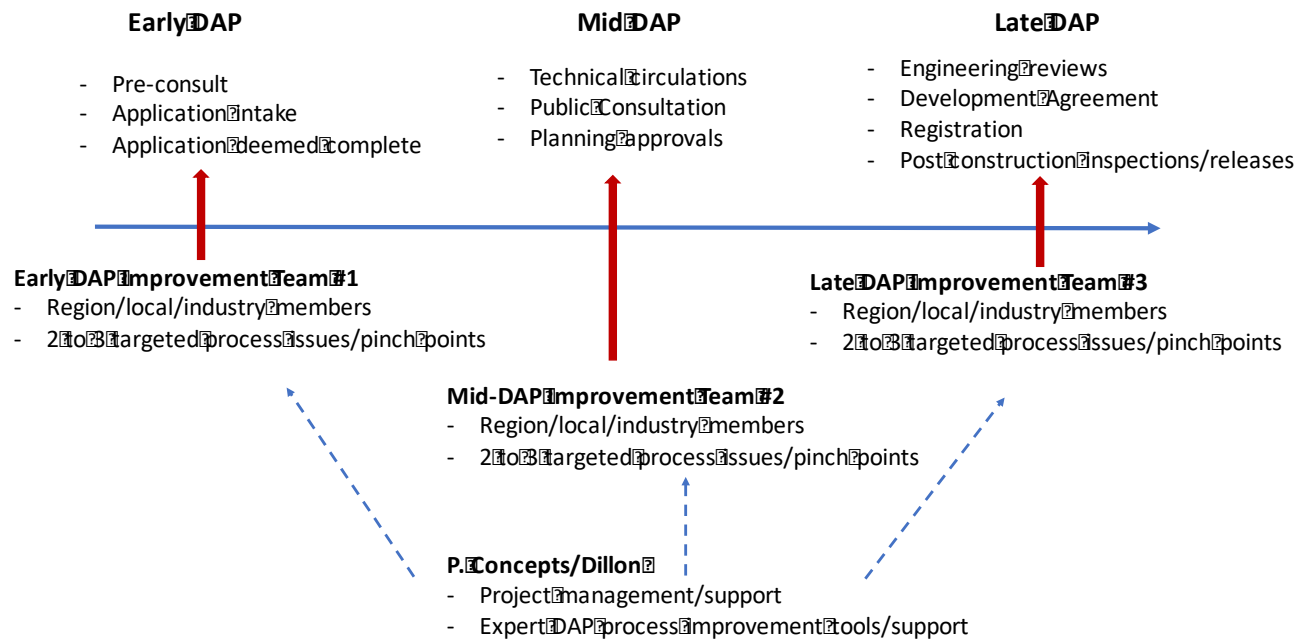 Early DAP
- Pre-consult
- Application intake
- Application deemed complete
Mid DAP
- Technical circulations
- Public Consultation
- Planning approvals
Late DAP
- Engineering reviews
- Development Agreement
- Registration
- Post construction inspections/releases
Early DAP Improvement Team #1
- Region/local/industry members
- 2 to 3 targeted process issues/pinch points
Mid-DAP Improvement Team #2
- Region/local/industry members
- 2 to 3 targeted process issues/pinch points
Late DAP Improvement Team #3
- Region/local/industry members
- 2 to 3 targeted process issues/pinch points
P. Concepts/Dillon
- Project management/support
- Expert DAP process improvement tools/support